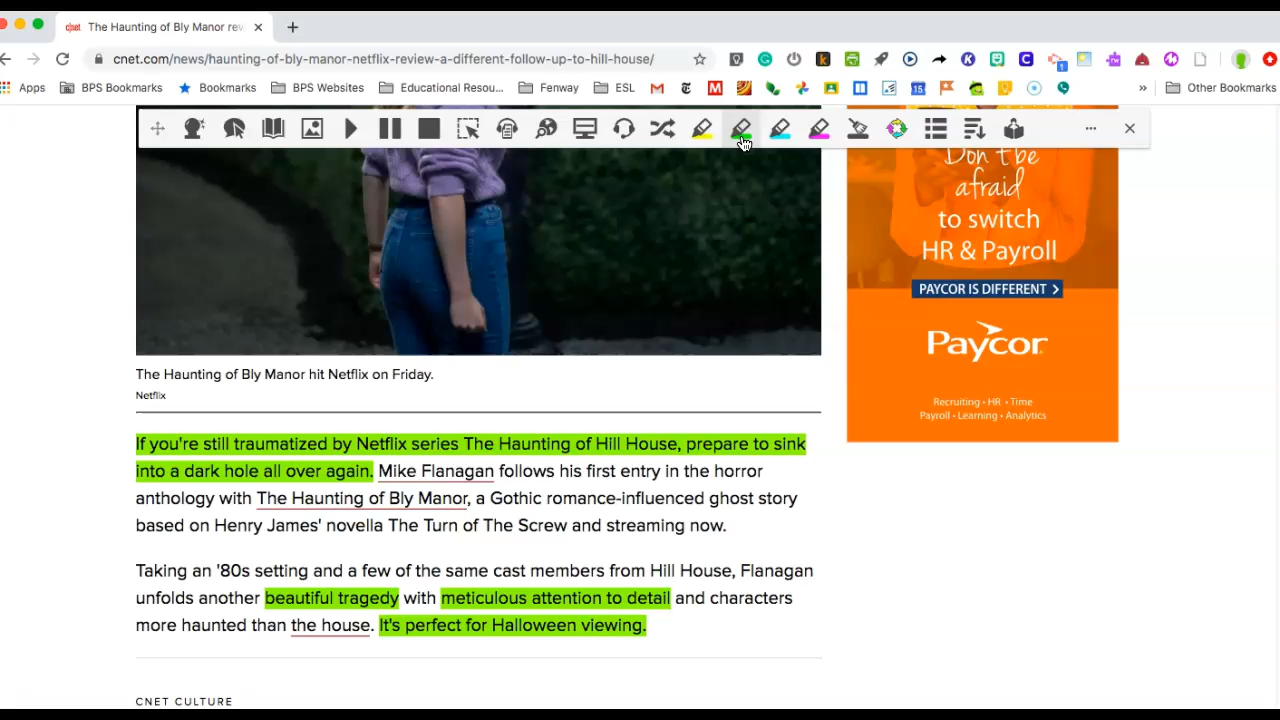 cnet
The Haunting of Bly Manor rev
cnet.com/news/haunting-of-bly-manor-netflix-review-a-different-follow-up-to-hill-house/
Apps
BPS Bookmarks
Bookmarks
BPS Websites
Educational Resou...
Fenway
ESL
Other Bookmarks
Don't be
afraid
to switch
HR & Payroll
PAYCOR IS DIFFERENT
Paycor
Recruiting • HR • Time
Payroll • Learning • Analytics
The Haunting of Bly Manor hit Netflix on Friday.
Netflix
If you're still traumatized by Netflix series The Haunting of Hill House, prepare to sink
into a dark hole all over again. Mike Flanagan follows his first entry in the horror
anthology with The Haunting of Bly Manor, a Gothic romance-influenced ghost story
based on Henry James' novella The Turn of The Screw and streaming now.
Taking an '80s setting and a few of the same cast members from Hill House, Flanagan
unfolds another beautiful tragedy with meticulous attention to detail and characters
more haunted than the house. It's perfect for Halloween viewing.
CNET CULTURE